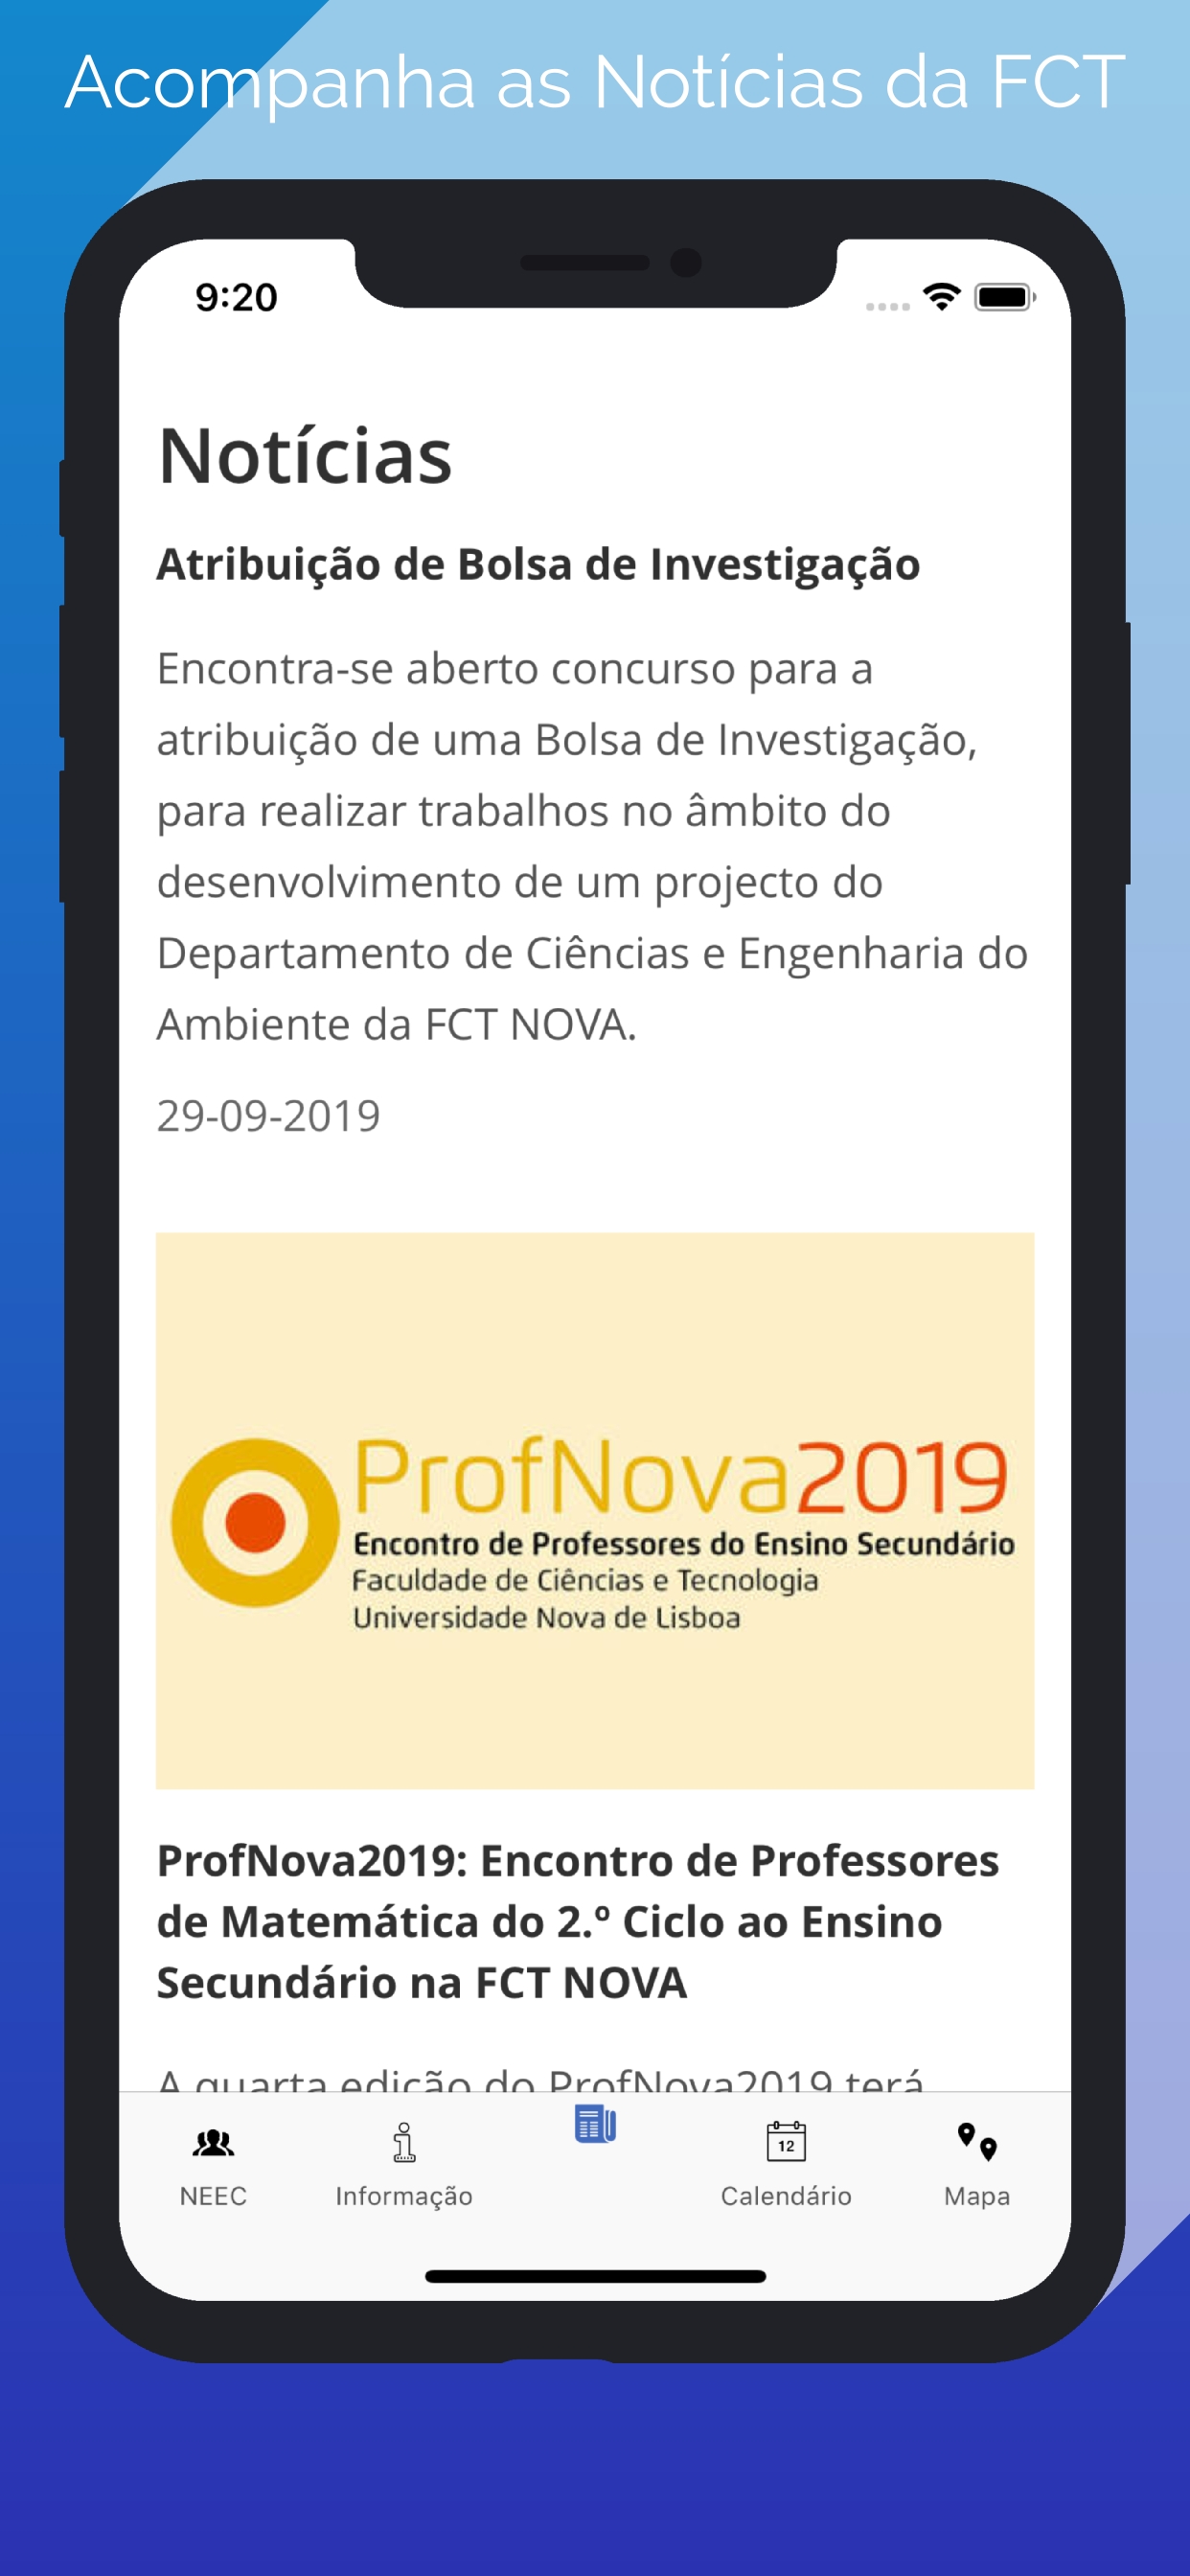 Acompanha as Notícias da FCT
9:20
Notícias
Atribuição de Bolsa de Investigação
Encontra-se aberto concurso para a
atribuição de uma Bolsa de Investigação,
para realizar trabalhos no âmbito do
desenvolvimento de um projecto do
Departamento de Ciências e Engenharia do
Ambiente da FCT NOVA.
29-09-2019
ProfNova2019
Encontro de Professores do Ensino Secundário
Faculdade de Ciências e Tecnologia
Universidade Nova de Lisboa
ProfNova2019: Encontro de Professores
de Matemática do 2.º Ciclo ao Ensino
Secundário na FCT NOVA
A quarta edição do ProfNova2019 terá
12
NEEC Informação Calendário Mapa